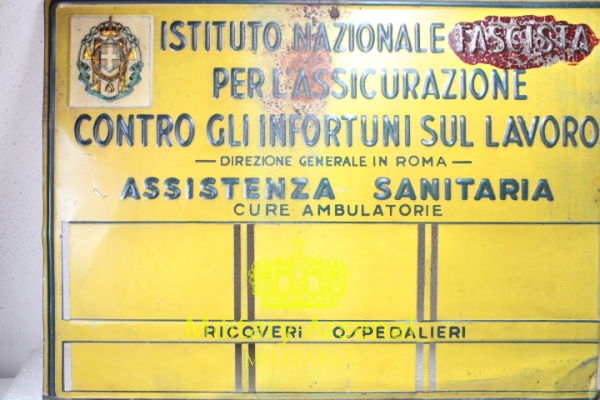 ISTITUTO NAZIONALE FASCISTA
PER L'ASSICURAZIONE
CONTRO GLI INFORTUNI SUL LAVORO
— DIREZIONE GENERALE IN ROMA —
ASSISTENZA SANITARIA
CURE AMBULATORIE
RICOVERI OSPEDALIERI